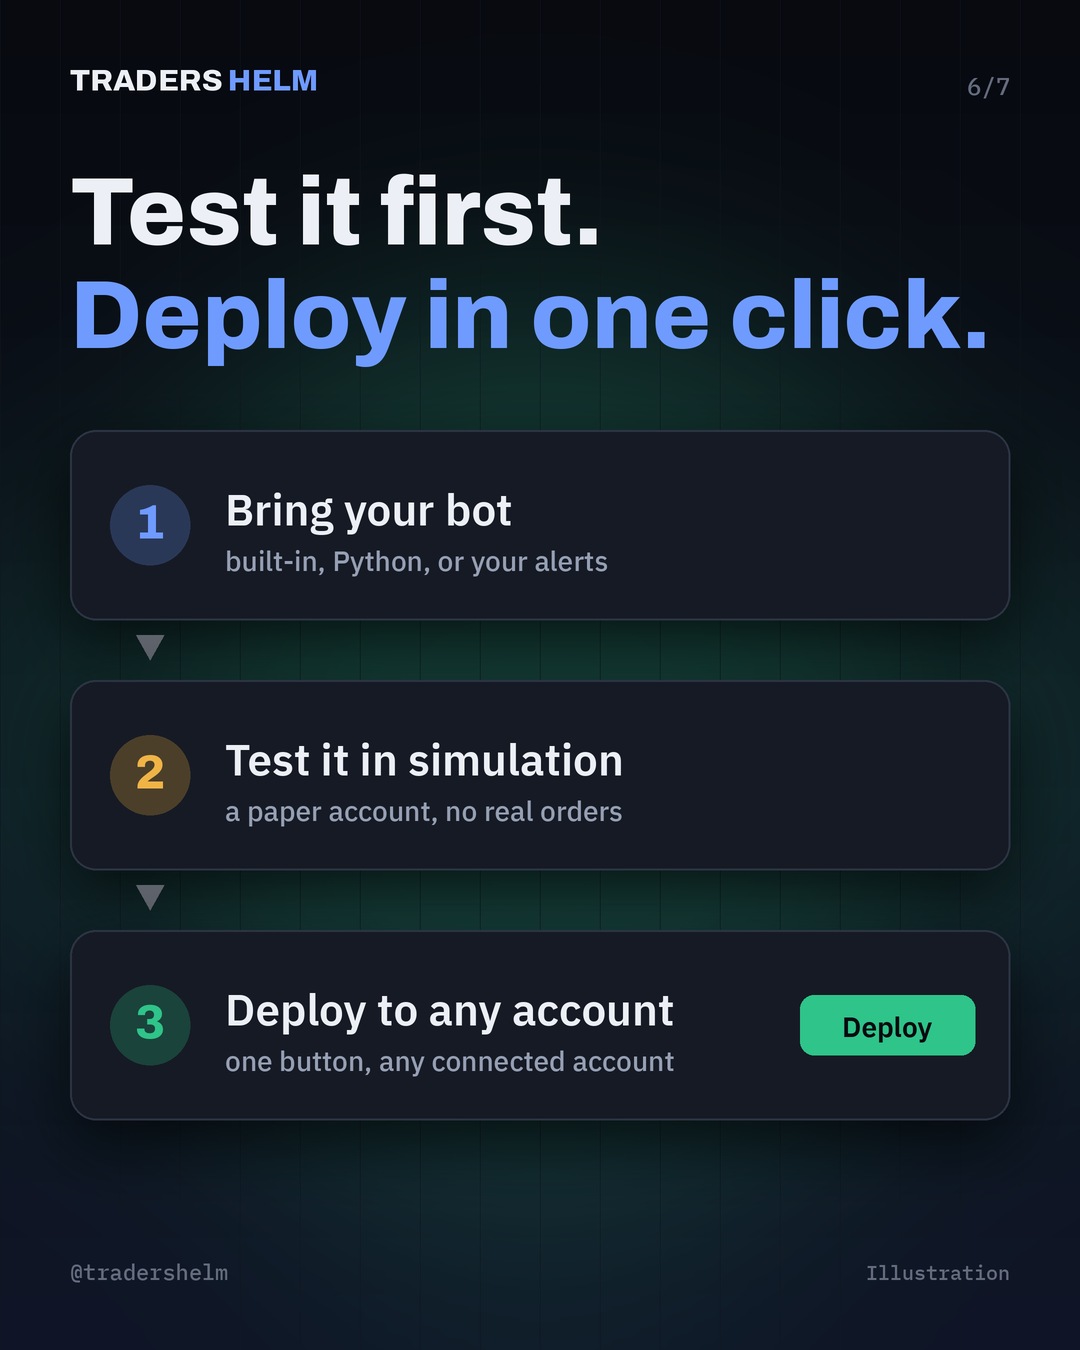 TRADERS HELM
6/7
Test it first.
Deploy in one click.
1
Bring your bot
built-in, Python, or your alerts
2
Test it in simulation
a paper account, no real orders
3
Deploy to any account
one button, any connected account
Deploy
@tradershelm
Illustration